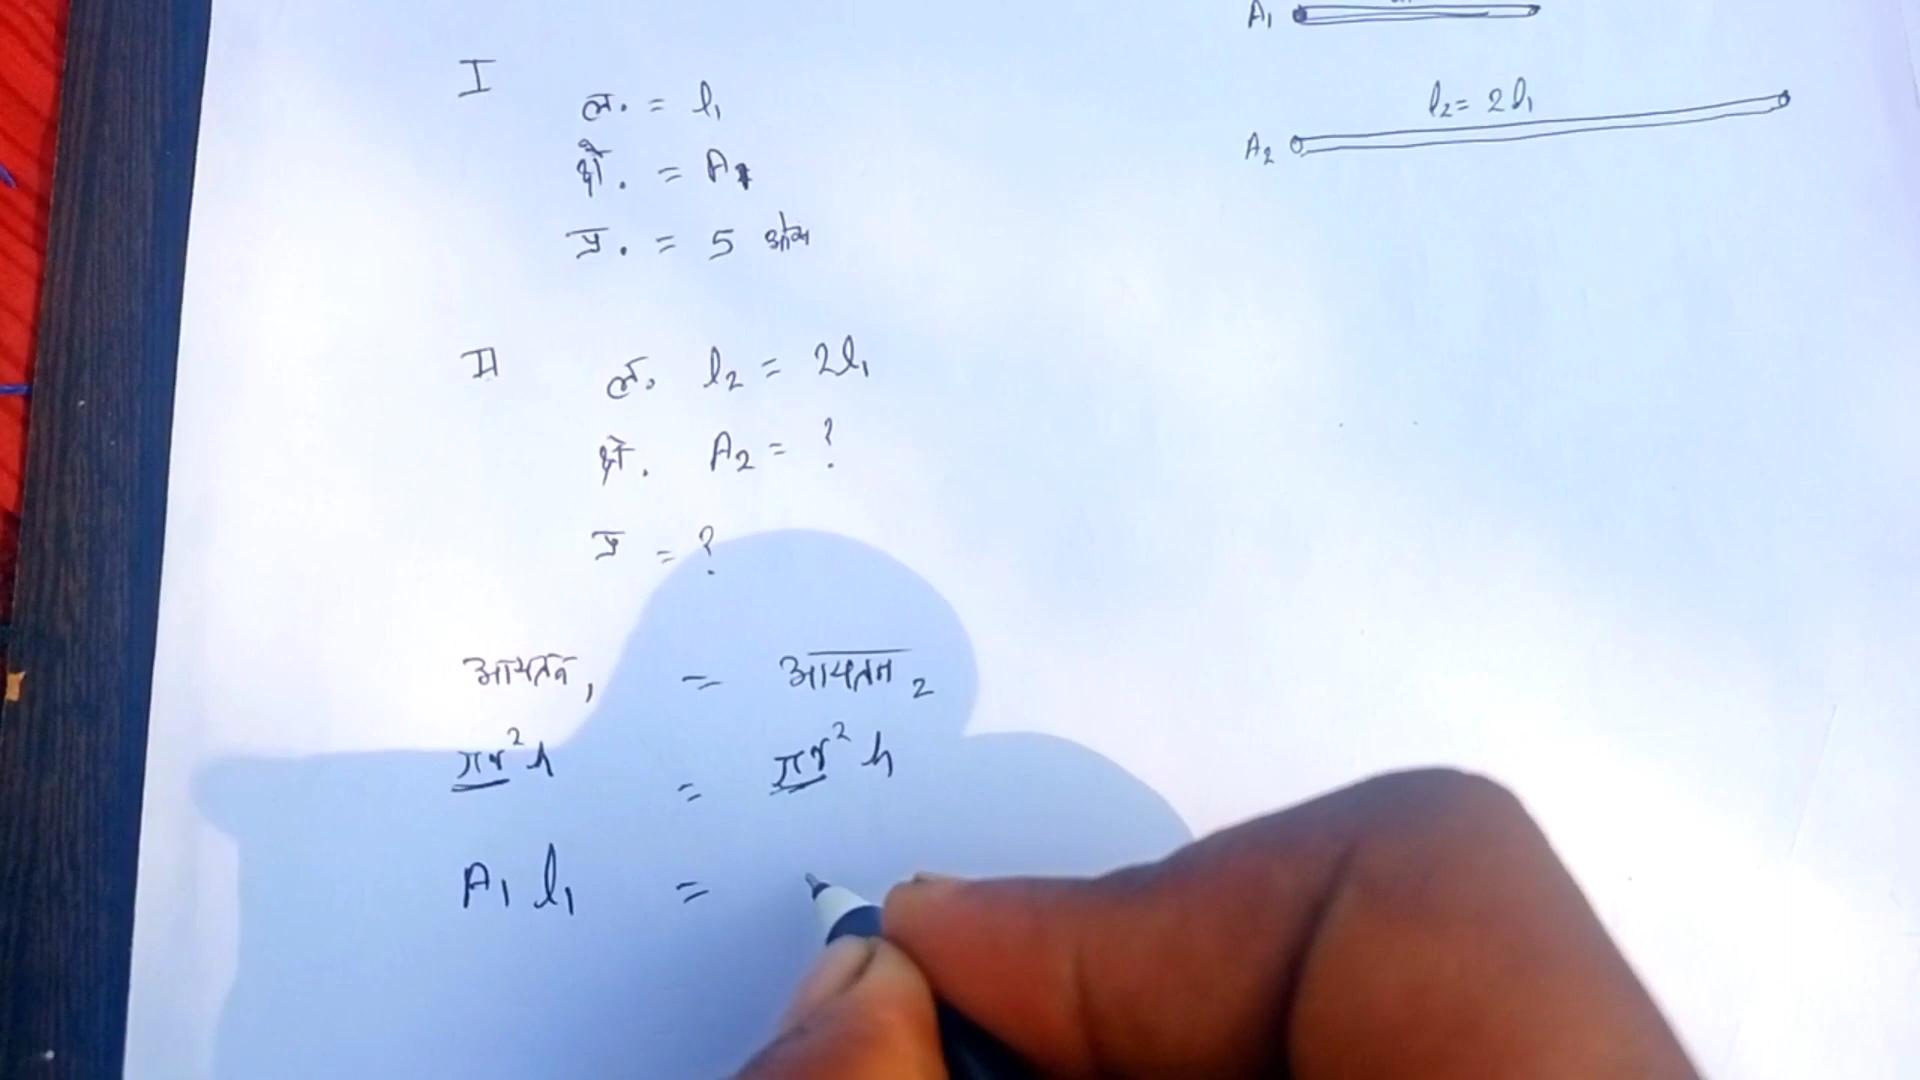 A₁
I
ल. = l₁
क्षे. = A₁
प्र. = 5 ओम
l₂ = 2l₁
A₂
II ल. l₂ = 2l₁
क्षे. A₂ = ?
प्र = ?
आयतन₁ = आयतन₂
πr²h = πr²h
A₁ l₁ =